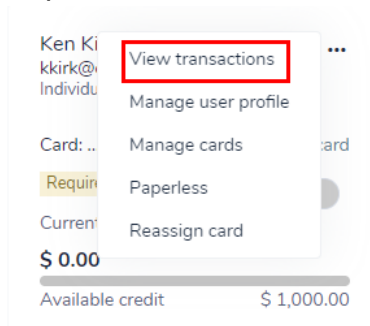 Ken Ki
kkirk@
Individu
View transactions
Manage user profile
Manage cards
Paperless
Reassign card
Card: ..
ard
Require
Current
$ 0.00
Available credit $ 1,000.00